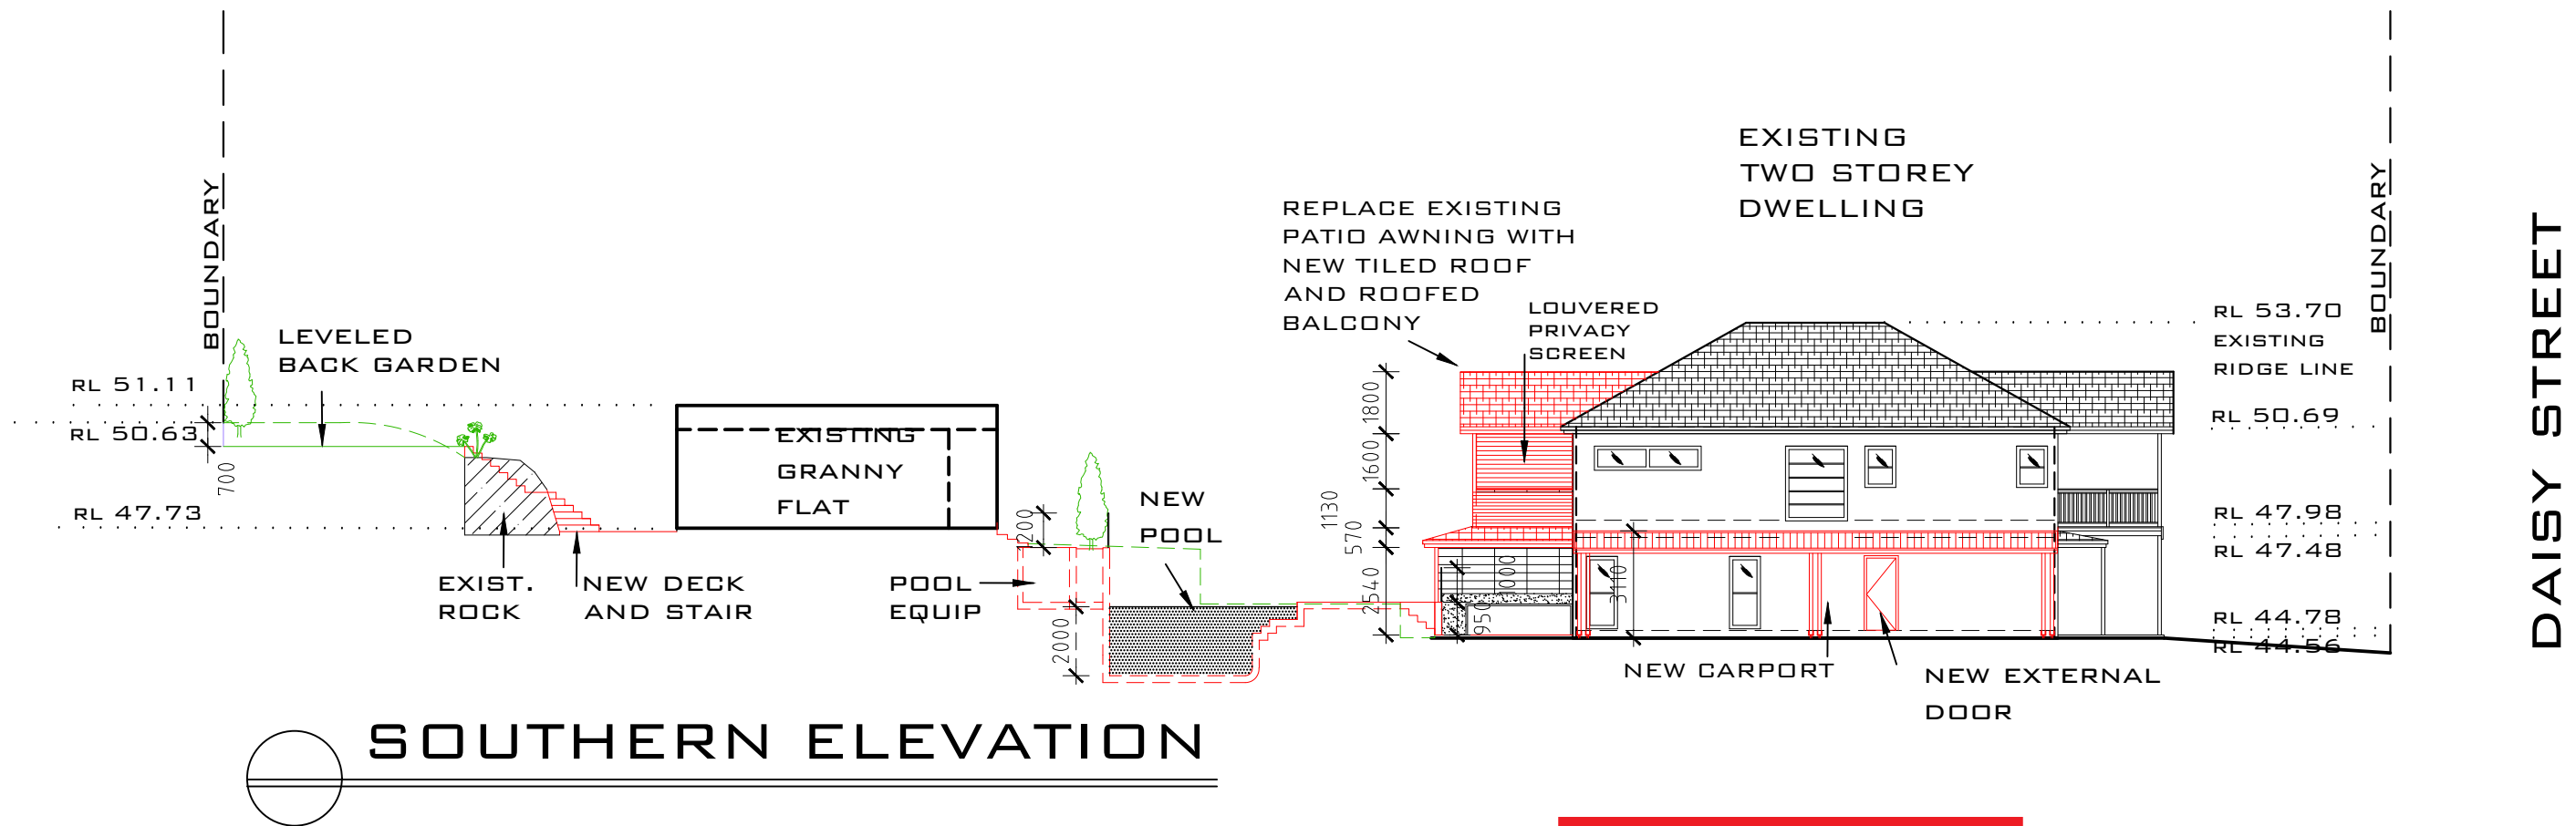 EXISTING
TWO STOREY
DWELLING
REPLACE EXISTING
PATIO AWNING WITH
NEW TILED ROOF
AND ROOFED
BALCONY
LOUVERED
PRIVACY
SCREEN
BOUNDARY
BOUNDARY
DAISY STREET
LEVELED
BACK GARDEN
RL 51.11
RL 50.63
700
RL 47.73
EXISTING
GRANNY
FLAT
EXIST.
ROCK
NEW DECK
AND STAIR
POOL
EQUIP
NEW
POOL
1200
2000
1800
1600
1130
570
2540
1000
950
3110
RL 53.70
EXISTING
RIDGE LINE
RL 50.69
RL 47.98
RL 47.48
RL 44.78
RL 44.56
NEW CARPORT
NEW EXTERNAL
DOOR
SOUTHERN ELEVATION